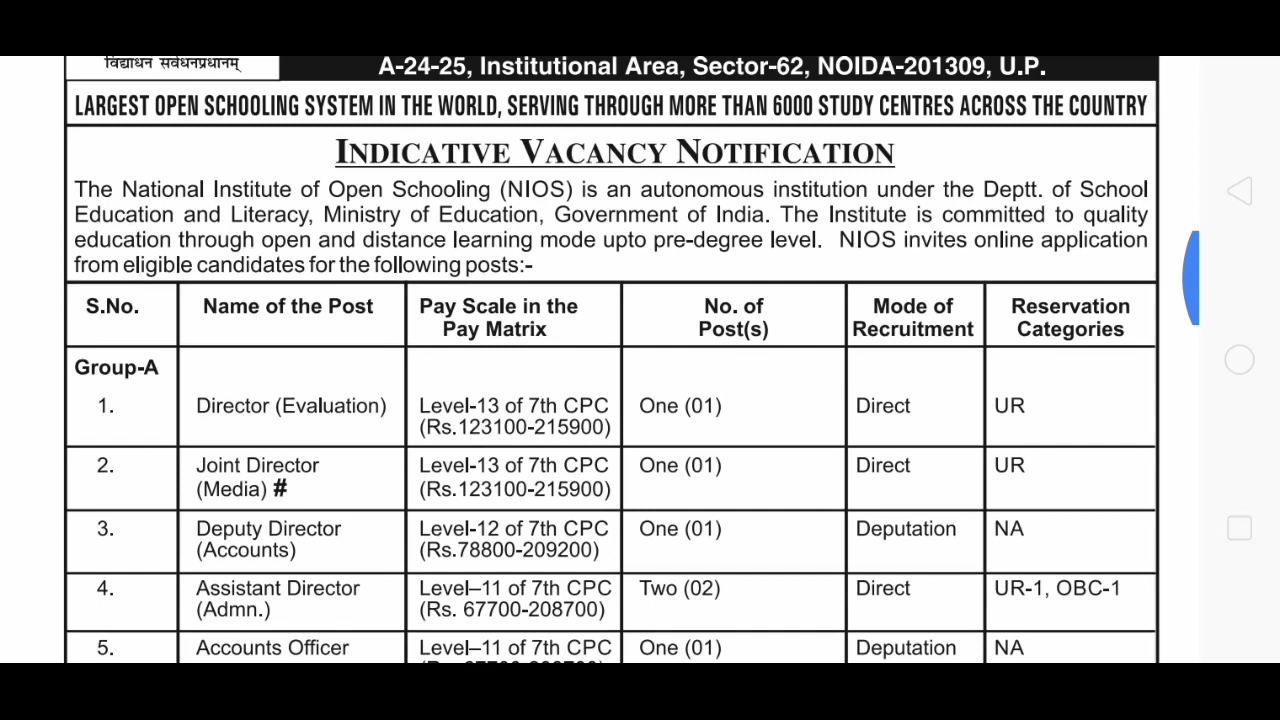 विद्याधनं सर्वधनप्रधानम्
A-24-25, Institutional Area, Sector-62, NOIDA-201309, U.P.
LARGEST OPEN SCHOOLING SYSTEM IN THE WORLD, SERVING THROUGH MORE THAN 6000 STUDY CENTRES ACROSS THE COUNTRY
INDICATIVE VACANCY NOTIFICATION
The National Institute of Open Schooling (NIOS) is an autonomous institution under the Deptt. of School
Education and Literacy, Ministry of Education, Government of India. The Institute is committed to quality
education through open and distance learning mode upto pre-degree level. NIOS invites online application
from eligible candidates for the following posts:-
S.No. Name of the Post Pay Scale in the No. of Mode of Reservation
Pay Matrix Post(s) Recruitment Categories
Group-A
1. Director (Evaluation) Level-13 of 7th CPC One (01) Direct UR
(Rs.123100-215900)
2. Joint Director Level-13 of 7th CPC One (01) Direct UR
(Media) # (Rs.123100-215900)
3. Deputy Director Level-12 of 7th CPC One (01) Deputation NA
(Accounts) (Rs.78800-209200)
4. Assistant Director Level–11 of 7th CPC Two (02) Direct UR-1, OBC-1
(Admn.) (Rs. 67700-208700)
5. Accounts Officer Level–11 of 7th CPC One (01) Deputation NA